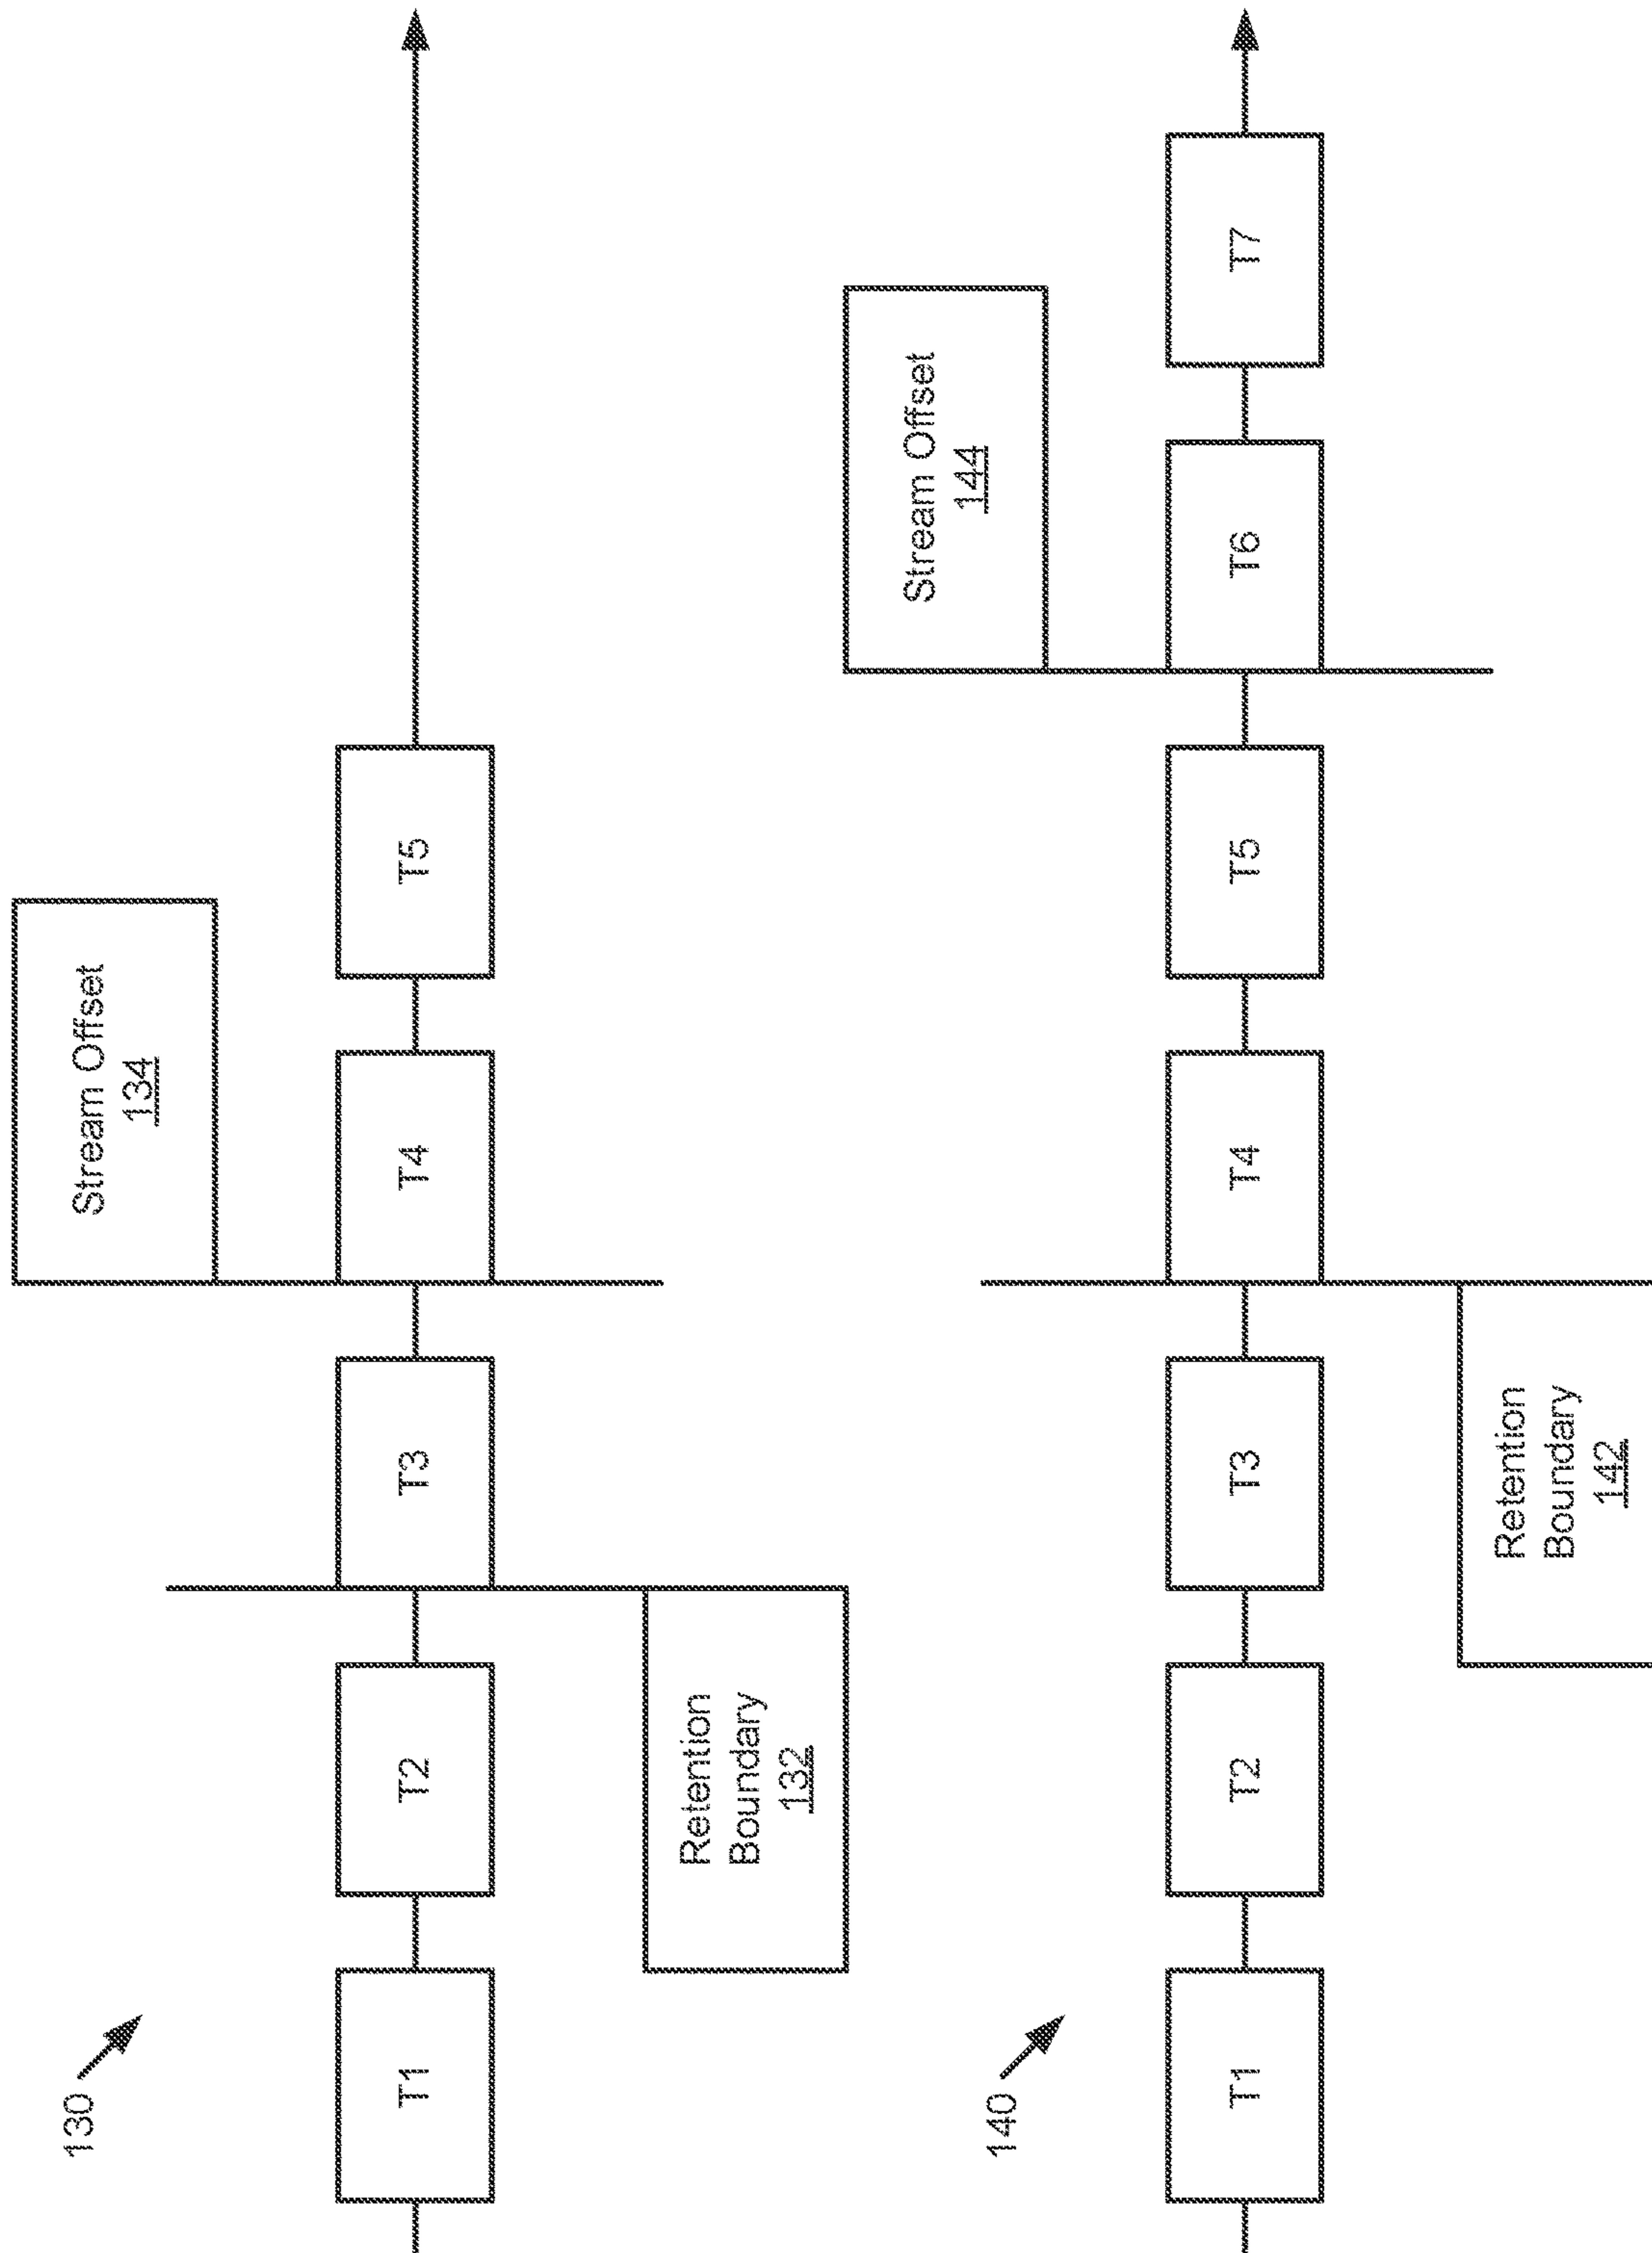 130
Stream Offset
134
T1
T2
T3
T4
T5
Retention
Boundary
132
140
Stream Offset
144
T1
T2
T3
T4
T5
T6
T7
Retention
Boundary
142